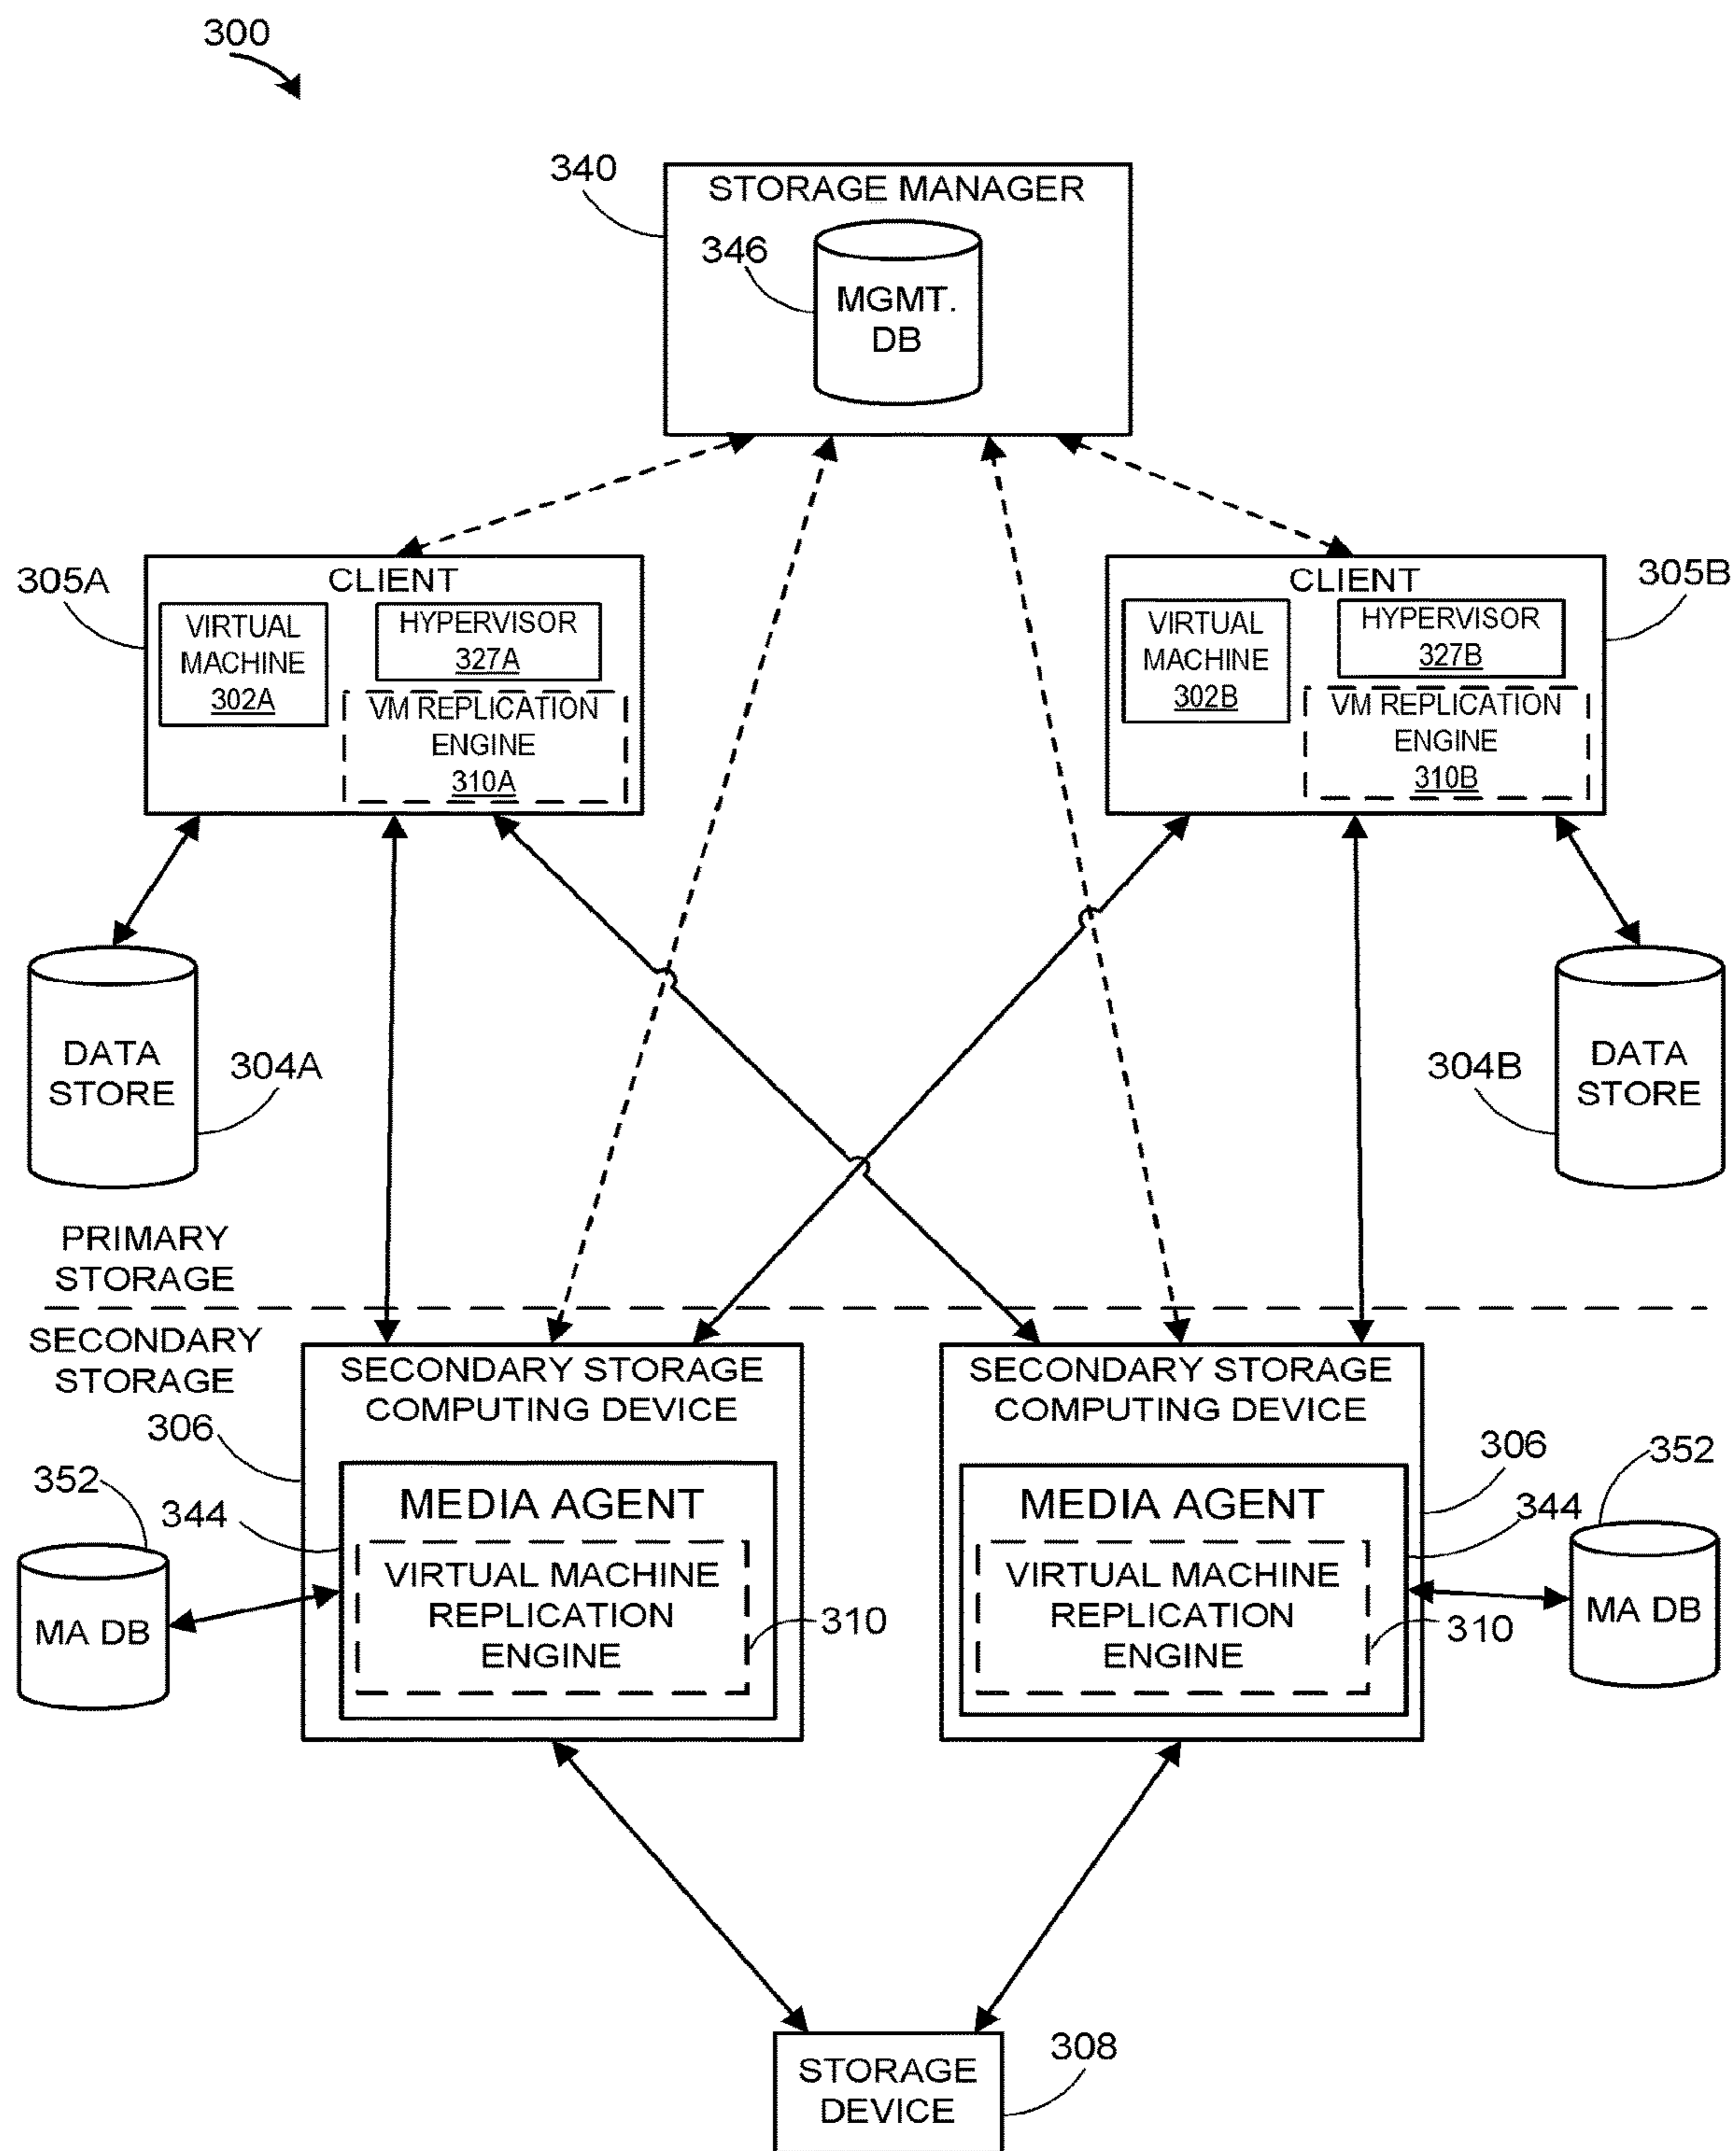 300
340
STORAGE MANAGER
346
MGMT.
DB
305A
CLIENT
VIRTUAL
MACHINE
302A
HYPERVISOR
327A
VM REPLICATION
ENGINE
310A
CLIENT
305B
VIRTUAL
MACHINE
302B
HYPERVISOR
327B
VM REPLICATION
ENGINE
310B
DATA
STORE
304A
304B
DATA
STORE
PRIMARY
STORAGE
SECONDARY
STORAGE
SECONDARY STORAGE
COMPUTING DEVICE
306
352
344
MEDIA AGENT
VIRTUAL MACHINE
REPLICATION
ENGINE
310
MA DB
SECONDARY STORAGE
COMPUTING DEVICE
306
352
344
MEDIA AGENT
VIRTUAL MACHINE
REPLICATION
ENGINE
310
MA DB
STORAGE
DEVICE
308